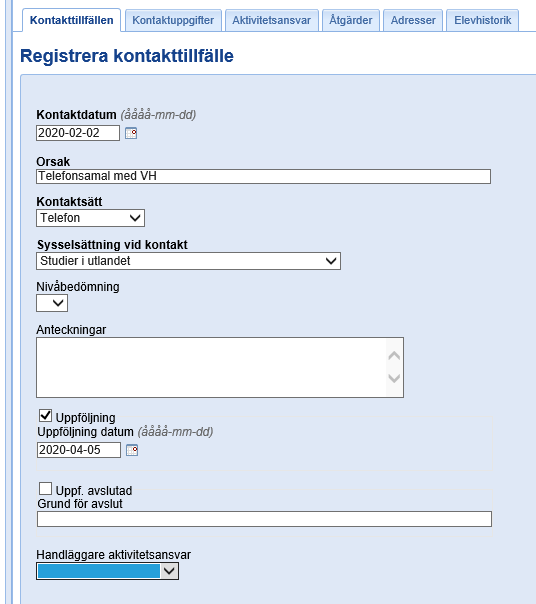 Kontakttillfällen Kontaktuppgifter Aktivitetsansvar Åtgärder Adresser Elevhistorik
Registrera kontakttillfälle
Kontaktdatum (åååå-mm-dd)
2020-02-02
Orsak
Telefonsamal med VH
Kontaktsätt
Telefon
Sysselsättning vid kontakt
Studier i utlandet
Nivåbedömning
Anteckningar
Uppföljning
Uppföljning datum (åååå-mm-dd)
2020-04-05
Uppf. avslutad
Grund för avslut
Handläggare aktivitetsansvar